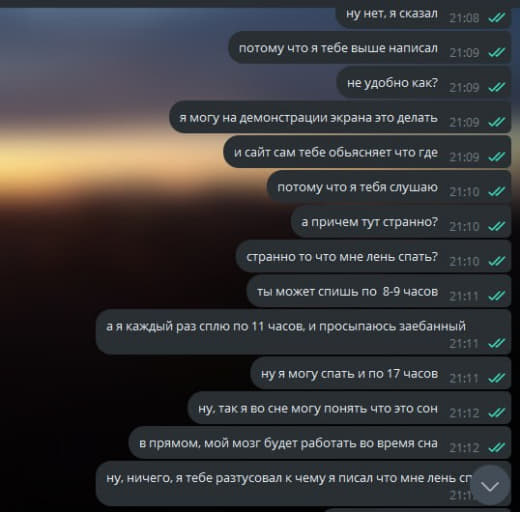 ну нет, я сказал 21:08
потому что я тебе выше написал 21:09
не удобно как? 21:09
я могу на демонстрации экрана это делать 21:09
и сайт сам тебе обьясняет что где 21:09
потому что я тебя слушаю 21:10
а причем тут странно? 21:10
странно то что мне лень спать? 21:10
ты может спишь по 8-9 часов 21:11
а я каждый раз сплю по 11 часов, и просыпаюсь заебанный
21:11
ну я могу спать и по 17 часов 21:11
ну, так я во сне могу понять что это сон 21:12
в прямом, мой мозг будет работать во время сна 21:12
ну, ничего, я тебе разтусовал к чему я писал что мне лень